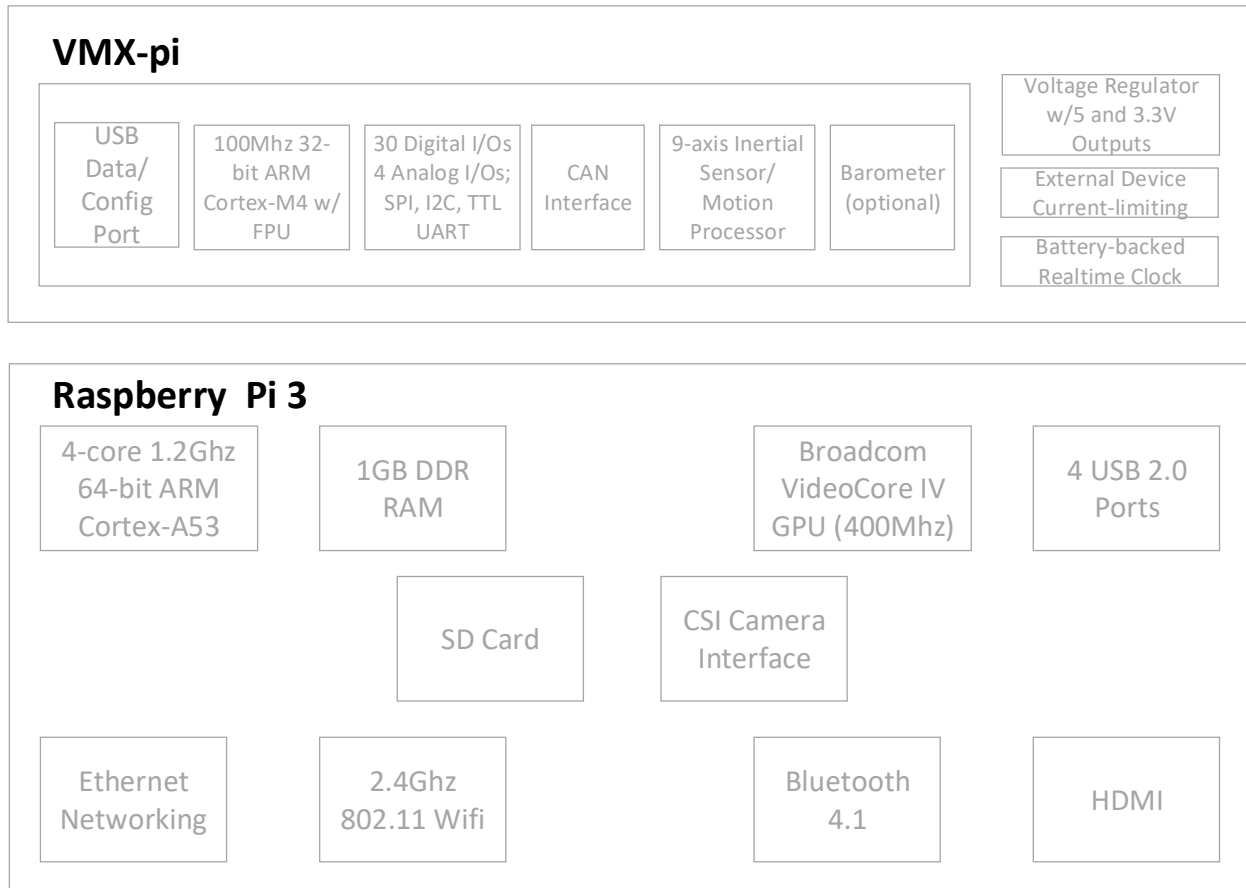 VMX-pi
USB
Data/
Config
Port
100Mhz 32-
bit ARM
Cortex-M4 w/
FPU
30 Digital I/Os
4 Analog I/Os;
SPI, I2C, TTL
UART
CAN
Interface
9-axis Inertial
Sensor/
Motion
Processor
Barometer
(optional)
Voltage Regulator
w/5 and 3.3V
Outputs
External Device
Current-limiting
Battery-backed
Realtime Clock
Raspberry Pi 3
4-core 1.2Ghz
64-bit ARM
Cortex-A53
1GB DDR
RAM
Broadcom
VideoCore IV
GPU (400Mhz)
4 USB 2.0
Ports
SD Card
CSI Camera
Interface
Ethernet
Networking
2.4Ghz
802.11 Wifi
Bluetooth
4.1
HDMI